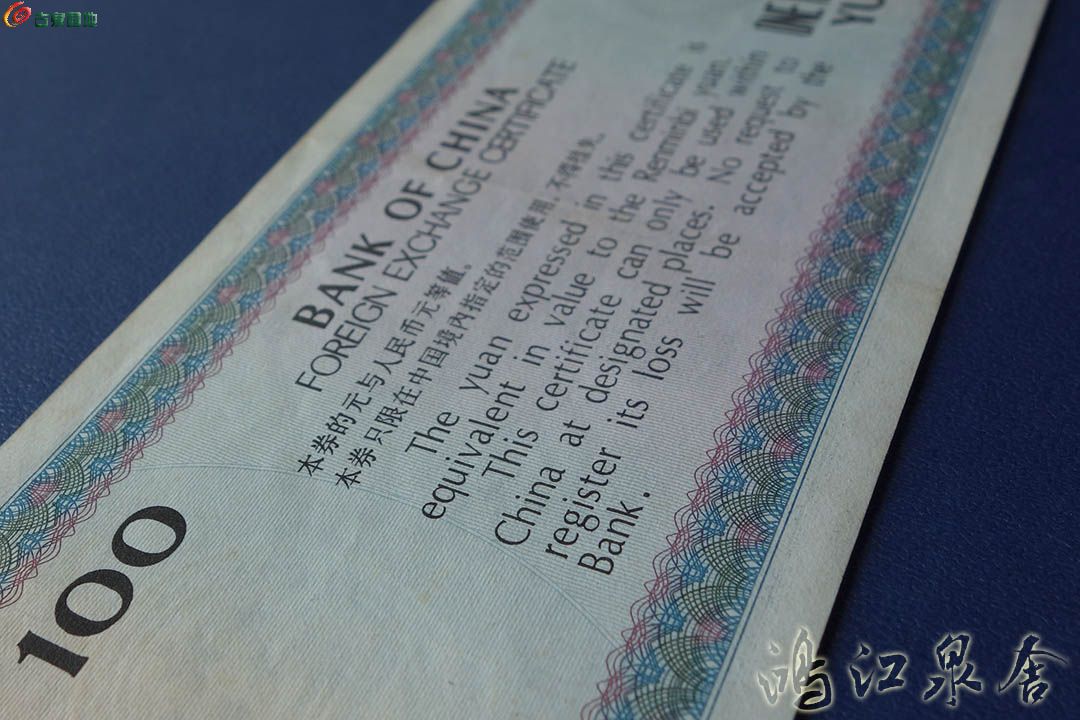 古泉园地
BANK OF CHINA
FOREIGN EXCHANGE CERTIFICATE
本券的元与人民币元等值。
本券只限在中国境内指定的范围使用,不得挂失。
The yuan expressed in this certificate is
equivalent in value to the Renminbi yuan.
This certificate can only be used within
China at designated places. No request to
register its loss will be accepted by the
Bank.
100
YU
鸿江泉舍